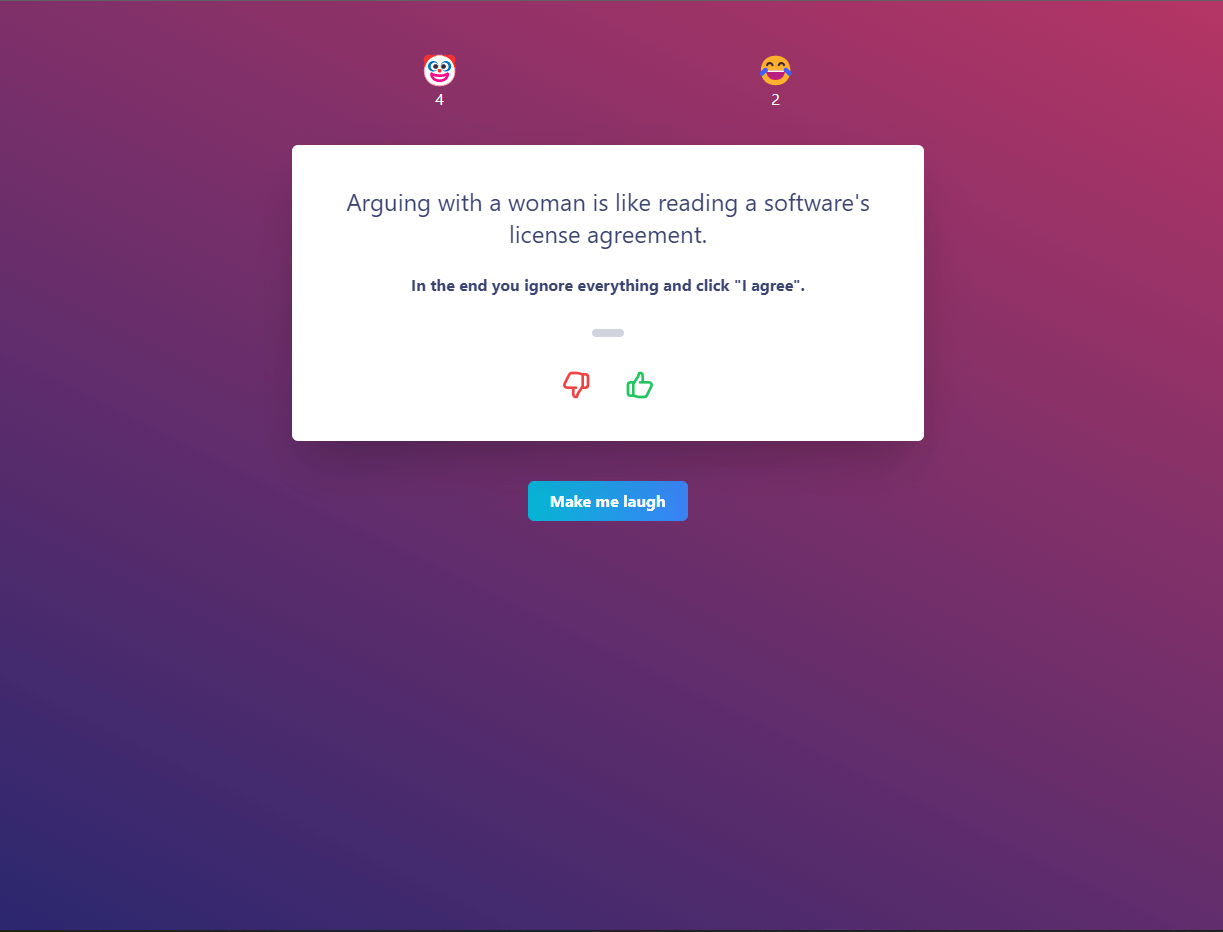 4
2
Arguing with a woman is like reading a software's
license agreement.
In the end you ignore everything and click "I agree".
Make me laugh